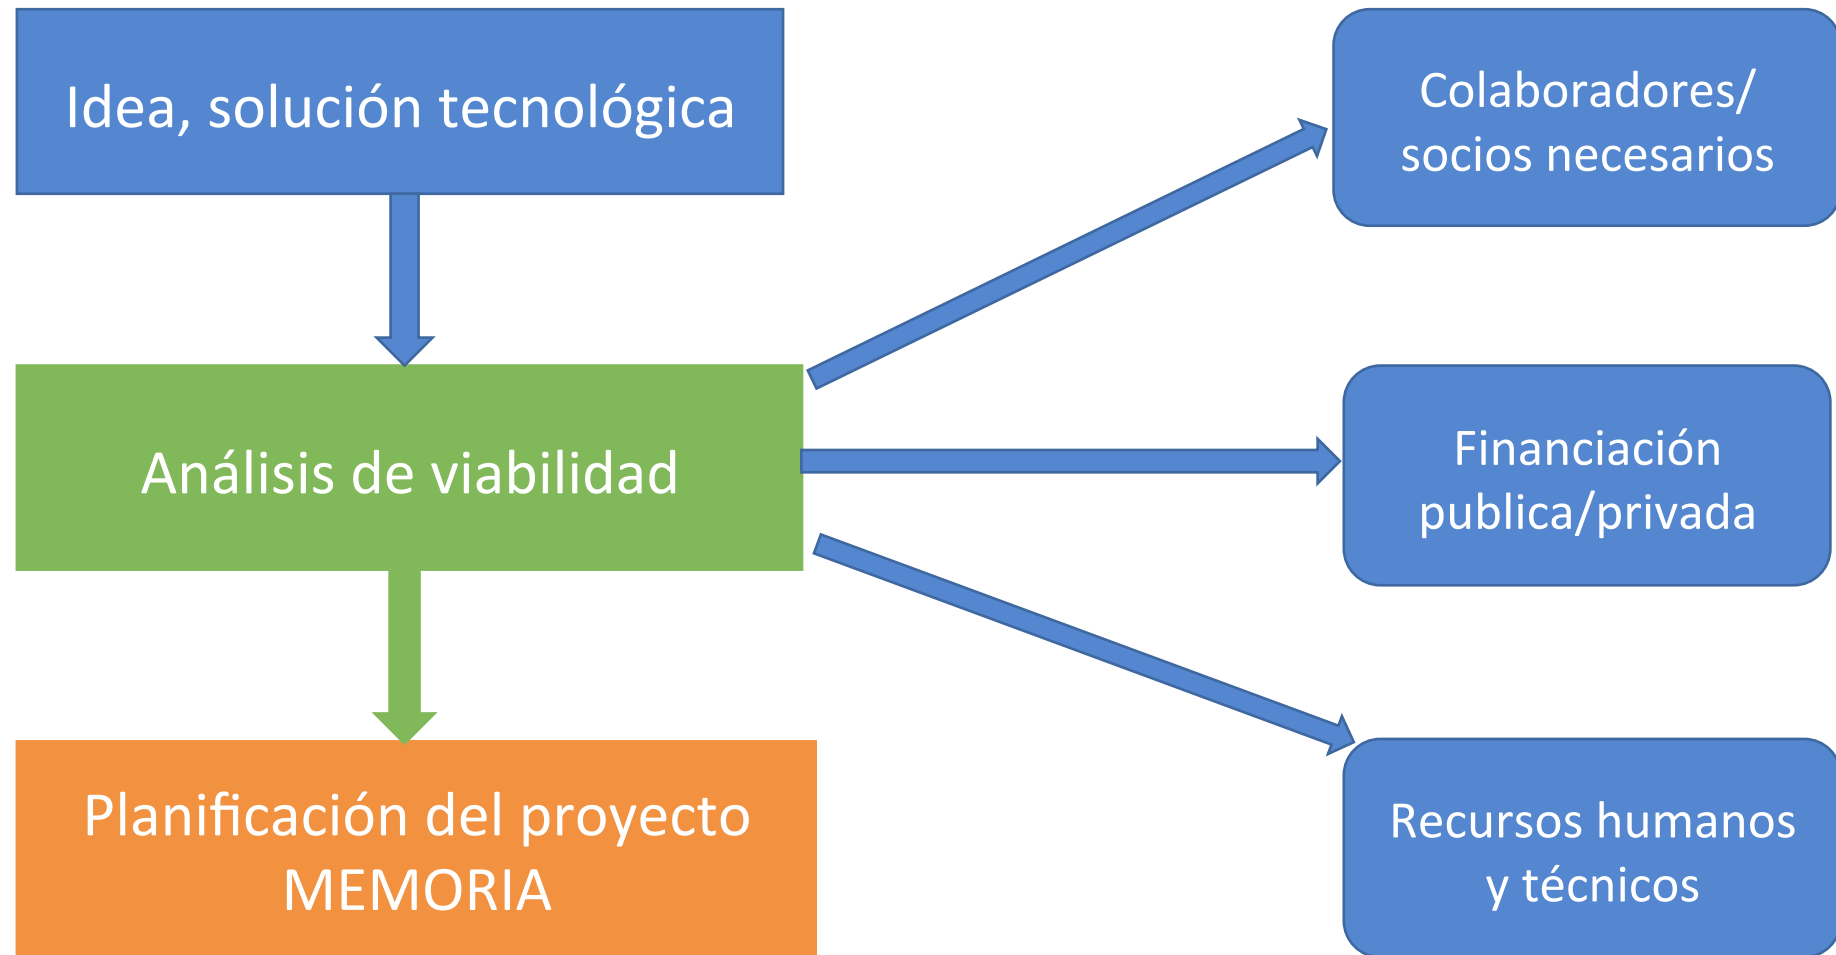 Idea, solución tecnológica
Colaboradores/
socios necesarios
Análisis de viabilidad
Financiación
publica/privada
Planificación del proyecto
MEMORIA
Recursos humanos
y técnicos